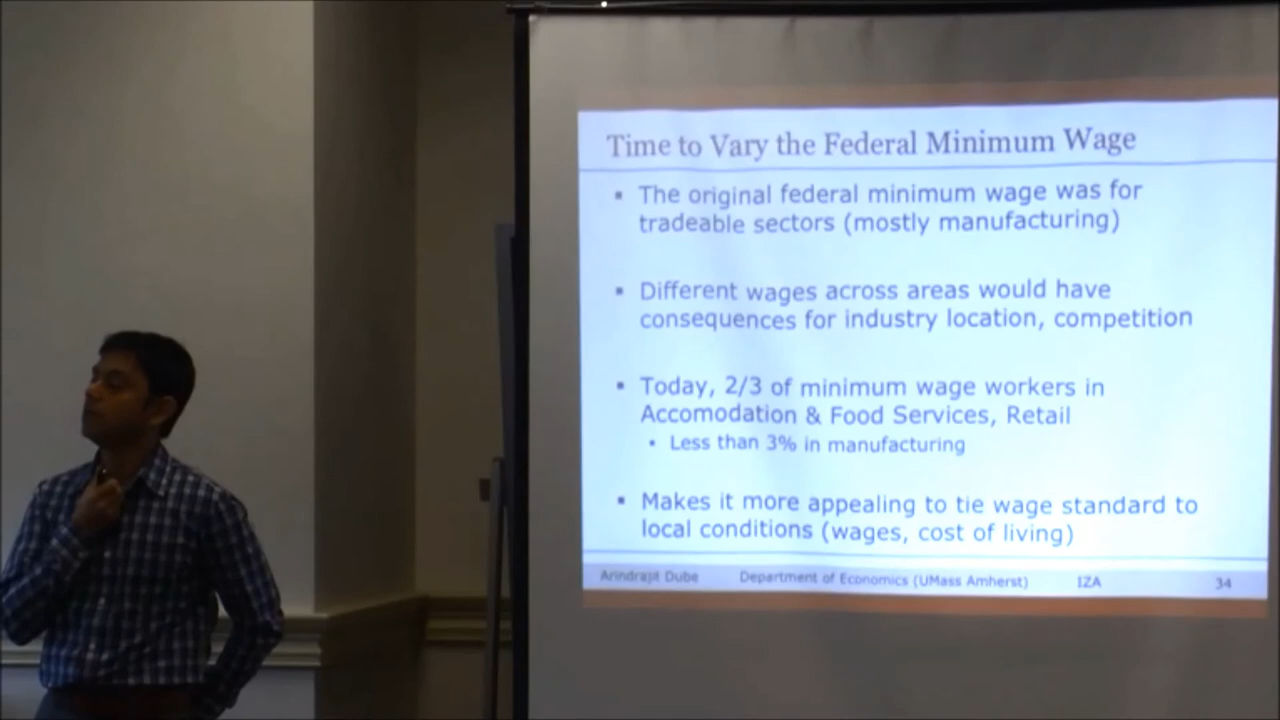 Time to Vary the Federal Minimum Wage
▪ The original federal minimum wage was for
tradeable sectors (mostly manufacturing)
▪ Different wages across areas would have
consequences for industry location, competition
▪ Today, 2/3 of minimum wage workers in
Accomodation & Food Services, Retail
• Less than 3% in manufacturing
▪ Makes it more appealing to tie wage standard to
local conditions (wages, cost of living)
Arindrajit Dube Department of Economics (UMass Amherst) IZA 34